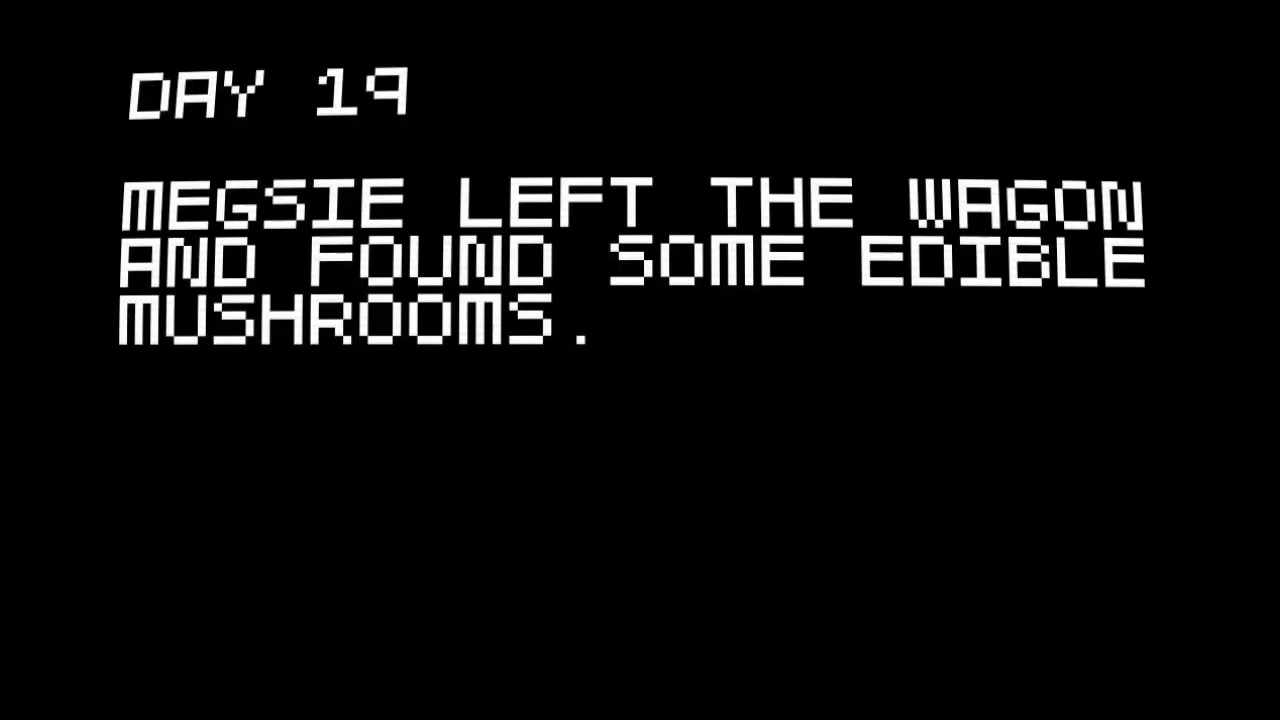 DAY 19
MEGSIE LEFT THE WAGON
AND FOUND SOME EDIBLE
MUSHROOMS.